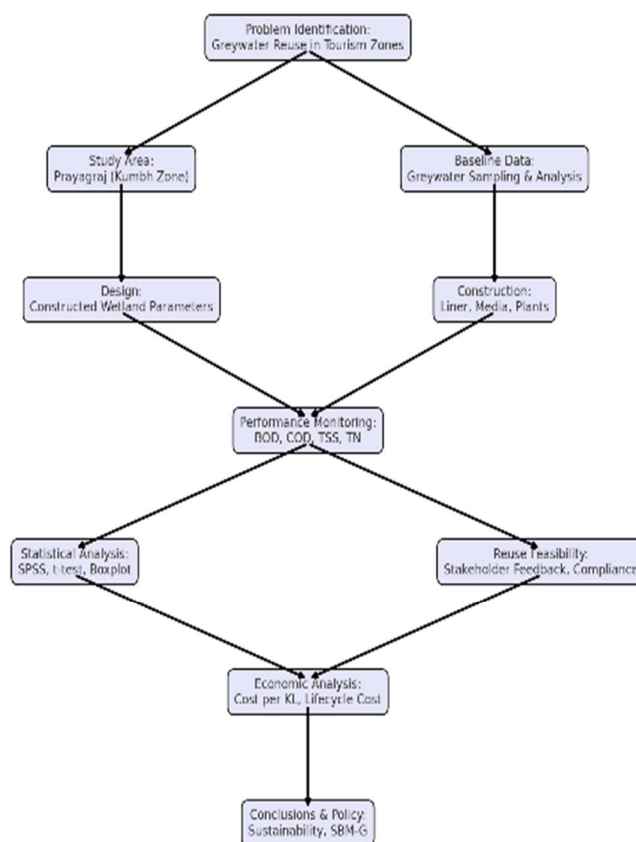 Problem Identification:
Greywater Reuse in Tourism Zones
Study Area:
Prayagraj (Kumbh Zone)
Baseline Data:
Greywater Sampling & Analysis
Design:
Constructed Wetland Parameters
Construction:
Liner, Media, Plants
Performance Monitoring:
BOD, COD, TSS, TN
Statistical Analysis:
SPSS, t-test, Boxplot
Reuse Feasibility:
Stakeholder Feedback, Compliance
Economic Analysis:
Cost per KL, Lifecycle Cost
Conclusions & Policy:
Sustainability, SBM-G